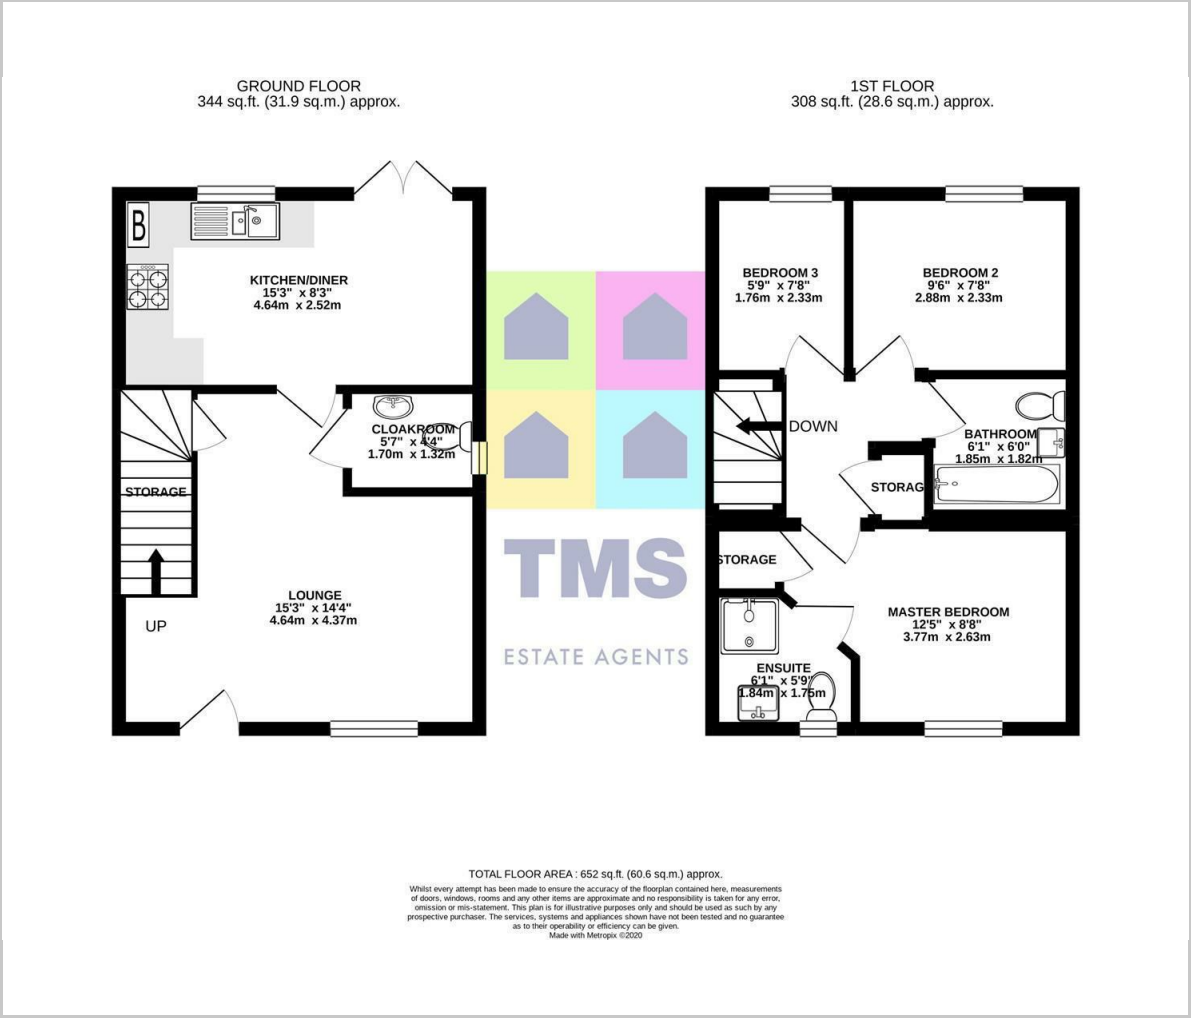 GROUND FLOOR
344 sq.ft. (31.9 sq.m.) approx.
1ST FLOOR
308 sq.ft. (28.6 sq.m.) approx.
B
KITCHEN/DINER
15'3" x 8'3"
4.64m x 2.52m
CLOAKROOM
5'7" x 4'4"
1.70m x 1.32m
STORAGE
LOUNGE
15'3" x 14'4"
4.64m x 4.37m
UP
TMS
ESTATE AGENTS
BEDROOM 3
5'9" x 7'8"
1.76m x 2.33m
BEDROOM 2
9'6" x 7'8"
2.88m x 2.33m
DOWN
BATHROOM
6'1" x 6'0"
1.85m x 1.82m
STORAG
STORAGE
MASTER BEDROOM
12'5" x 8'8"
3.77m x 2.63m
ENSUITE
6'1" x 5'9"
1.84m x 1.75m
TOTAL FLOOR AREA : 652 sq.ft. (60.6 sq.m.) approx.
Whilst every attempt has been made to ensure the accuracy of the floorplan contained here, measurements
of doors, windows, rooms and any other items are approximate and no responsibility is taken for any error,
omission or mis-statement. This plan is for illustrative purposes only and should be used as such by any
prospective purchaser. The services, systems and appliances shown have not been tested and no guarantee
as to their operability or efficiency can be given.
Made with Metropix ©2020